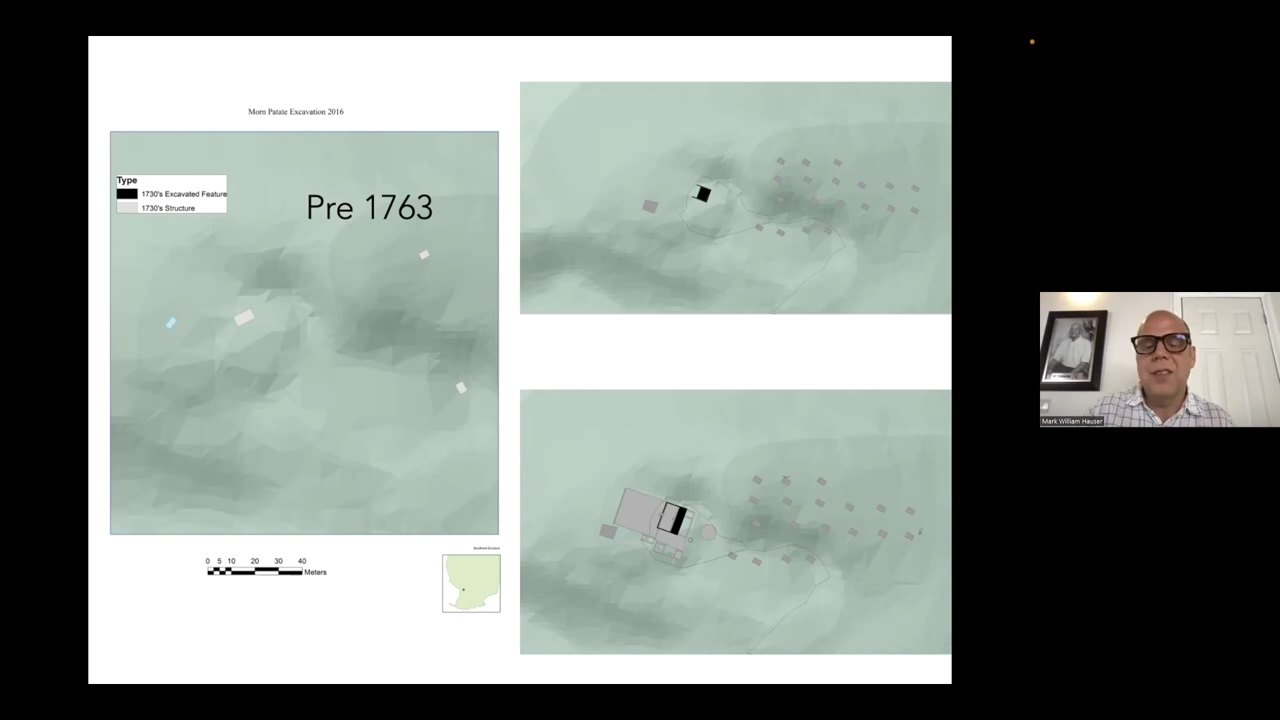 Morn Patate Excavation 2016
Type
1730's Excavated Feature
1730's Structure
Pre 1763
0 5 10 20 30 40
Meters
Mark William Hauser